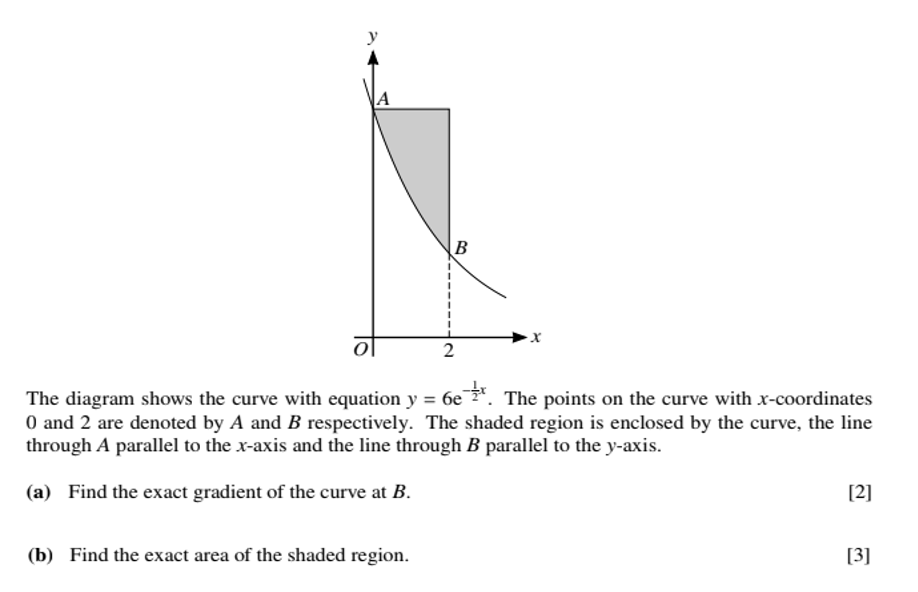 y
A
B
O
2
x
The diagram shows the curve with equation y = 6e^{-\frac{1}{2}x}. The points on the curve with x-coordinates
0 and 2 are denoted by A and B respectively. The shaded region is enclosed by the curve, the line
through A parallel to the x-axis and the line through B parallel to the y-axis.
(a) Find the exact gradient of the curve at B. [2]
(b) Find the exact area of the shaded region. [3]